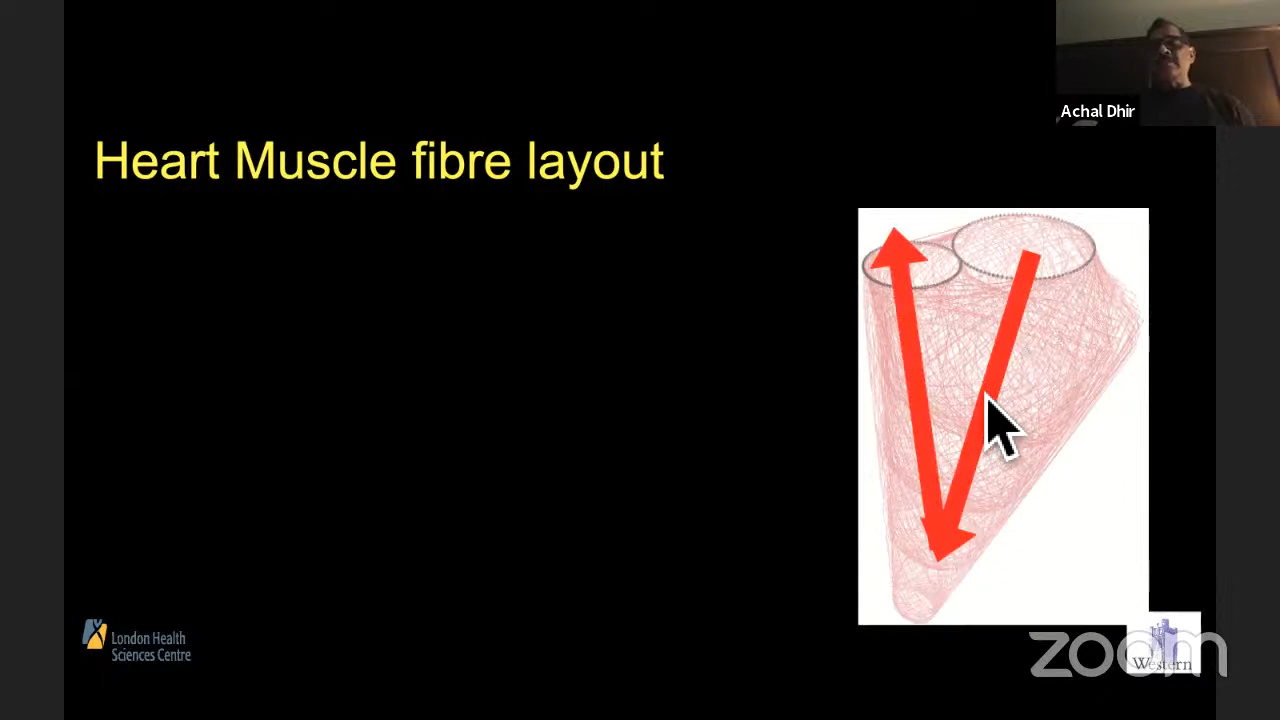 Achal Dhir
Heart Muscle fibre layout
London Health
Sciences Centre
zoom
Western